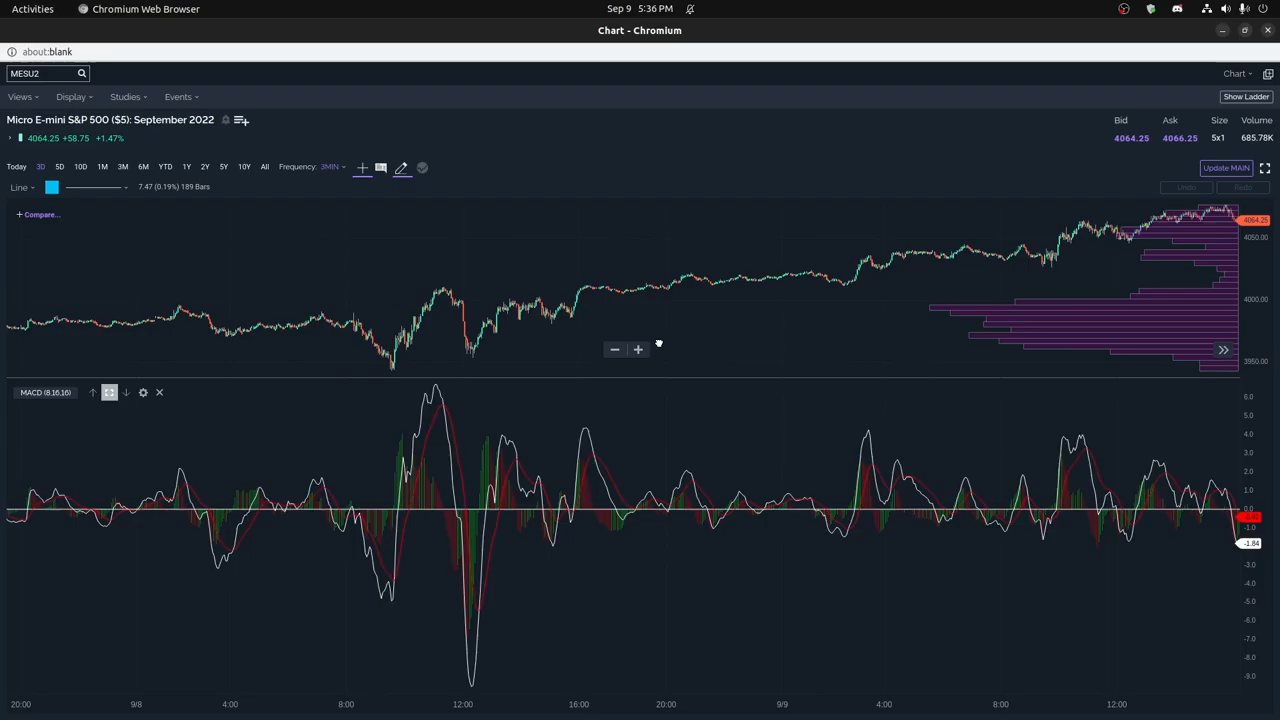 Activities Chromium Web Browser Sep 9 5:36 PM
Chart - Chromium
about:blank
MESU2 Chart
Views Display Studies Events Show Ladder
Micro E-mini S&P 500 ($5): September 2022 Bid Ask Size Volume
4064.25 +58.75 +1.47% 4064.25 4066.25 5x1 685.78K
Today 3D 5D 10D 1M 3M 6M YTD 1Y 2Y 5Y 10Y All Frequency: 3MIN Update MAIN
Line 7.47 (0.19%) 189 Bars Undo Redo
+ Compare...
4064.25
4050.00
4000.00
3950.00
MACD (8,16,16)
6.0
5.0
4.0
3.0
2.0
1.0
0.0
-1.0
-1.84
-3.0
-4.0
-5.0
-6.0
-7.0
-8.0
-9.0
20:00 9/8 4:00 8:00 12:00 16:00 20:00 9/9 4:00 8:00 12:00